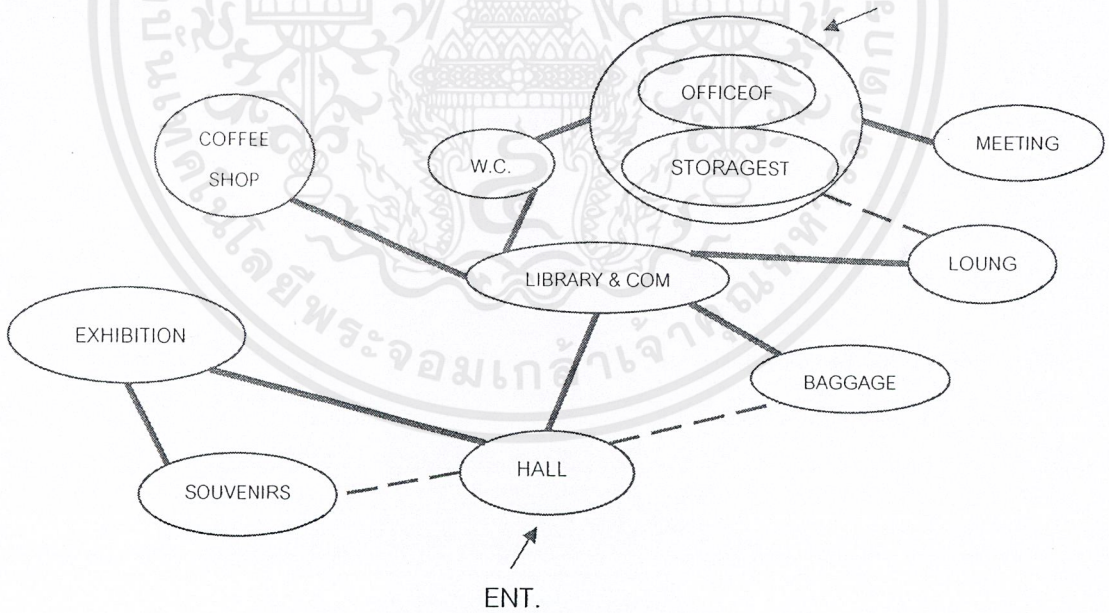 OFFICEOF
COFFEE
SHOP
MEETING
W.C.
STORAGEST
LOUNG
LIBRARY & COM
EXHIBITION
BAGGAGE
HALL
SOUVENIRS
ENT.